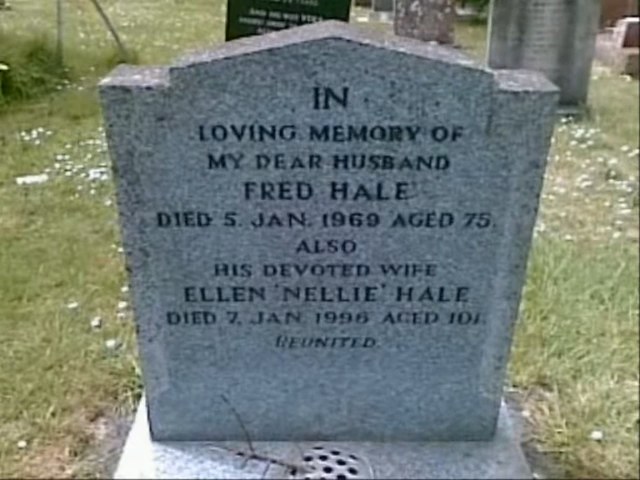 IN
LOVING MEMORY OF
MY DEAR HUSBAND
FRED HALE
DIED 5. JAN. 1969 AGED 75.
ALSO
HIS DEVOTED WIFE
ELLEN 'NELLIE' HALE
DIED 7. JAN. 1996 AGED 101.
REUNITED.